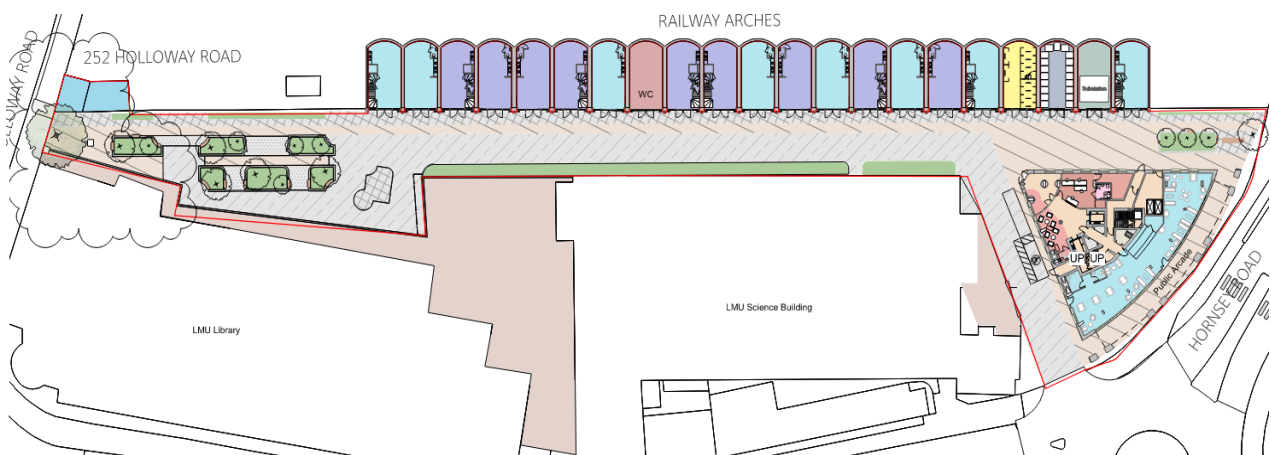 RAILWAY ARCHES
252 HOLLOWAY ROAD
HOLLOWAY ROAD
WC
Substation
UP UP
Public Arcade
HORNSEY ROAD
LMU Science Building
LMU Library